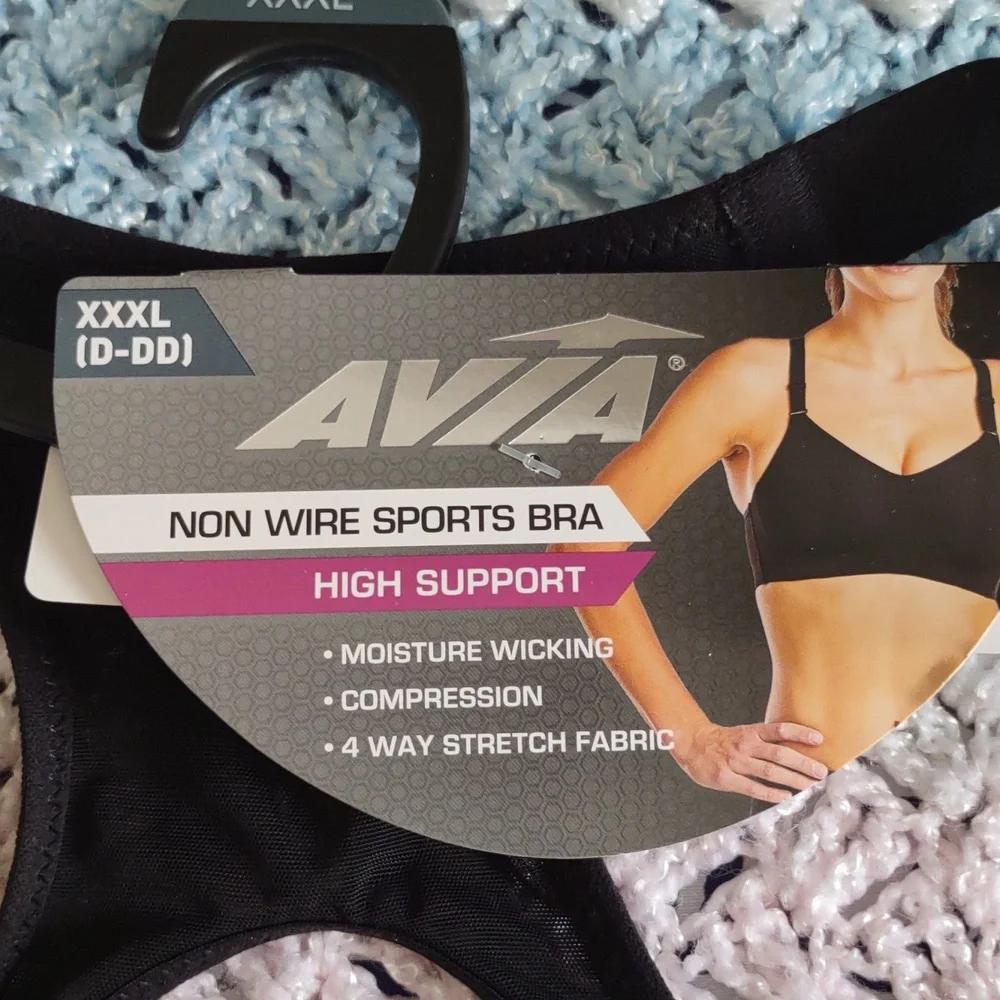 XXXL
XXXL
(D-DD)
AVIA®
NON WIRE SPORTS BRA
HIGH SUPPORT
• MOISTURE WICKING
• COMPRESSION
• 4 WAY STRETCH FABRIC